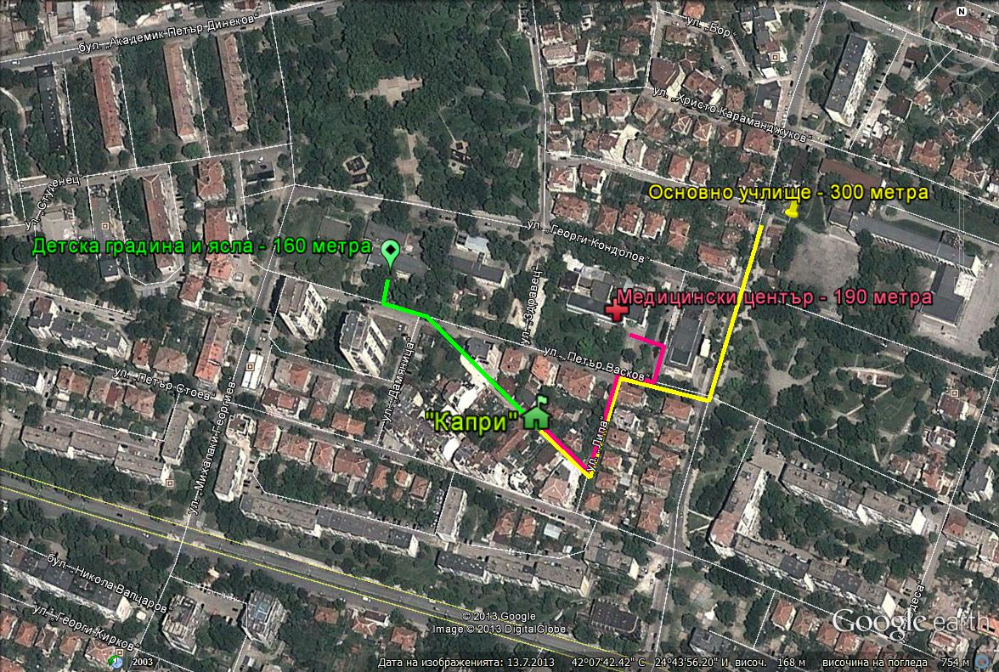 N
бул. „Академик Петър Динеков“
ул. „Бор“
ул. „Христо Караманджуков“
ул. „Студенец“
Основно учлище - 300 метра
ул. „Георги Кондолов“
Детска градина и ясла - 160 метра
ул. „Здравец“
Медицински център - 190 метра
ул. „Петър Васков“
ул. „Дамяница“
ул. „Петър Стоев“
ул. „Михалаки Георгиев“
"Капри"
ул. „Липа“
бул. „Никола Вапцаров“
ул. „Георги Кирков“
© 2013 Google
Image © 2013 DigitalGlobe
Google earth
2003
Дата на изображенията: 13.7.2013 42°07'42.42" С 24°43'56.20" И височ. 168 м височина на погледа 754 м